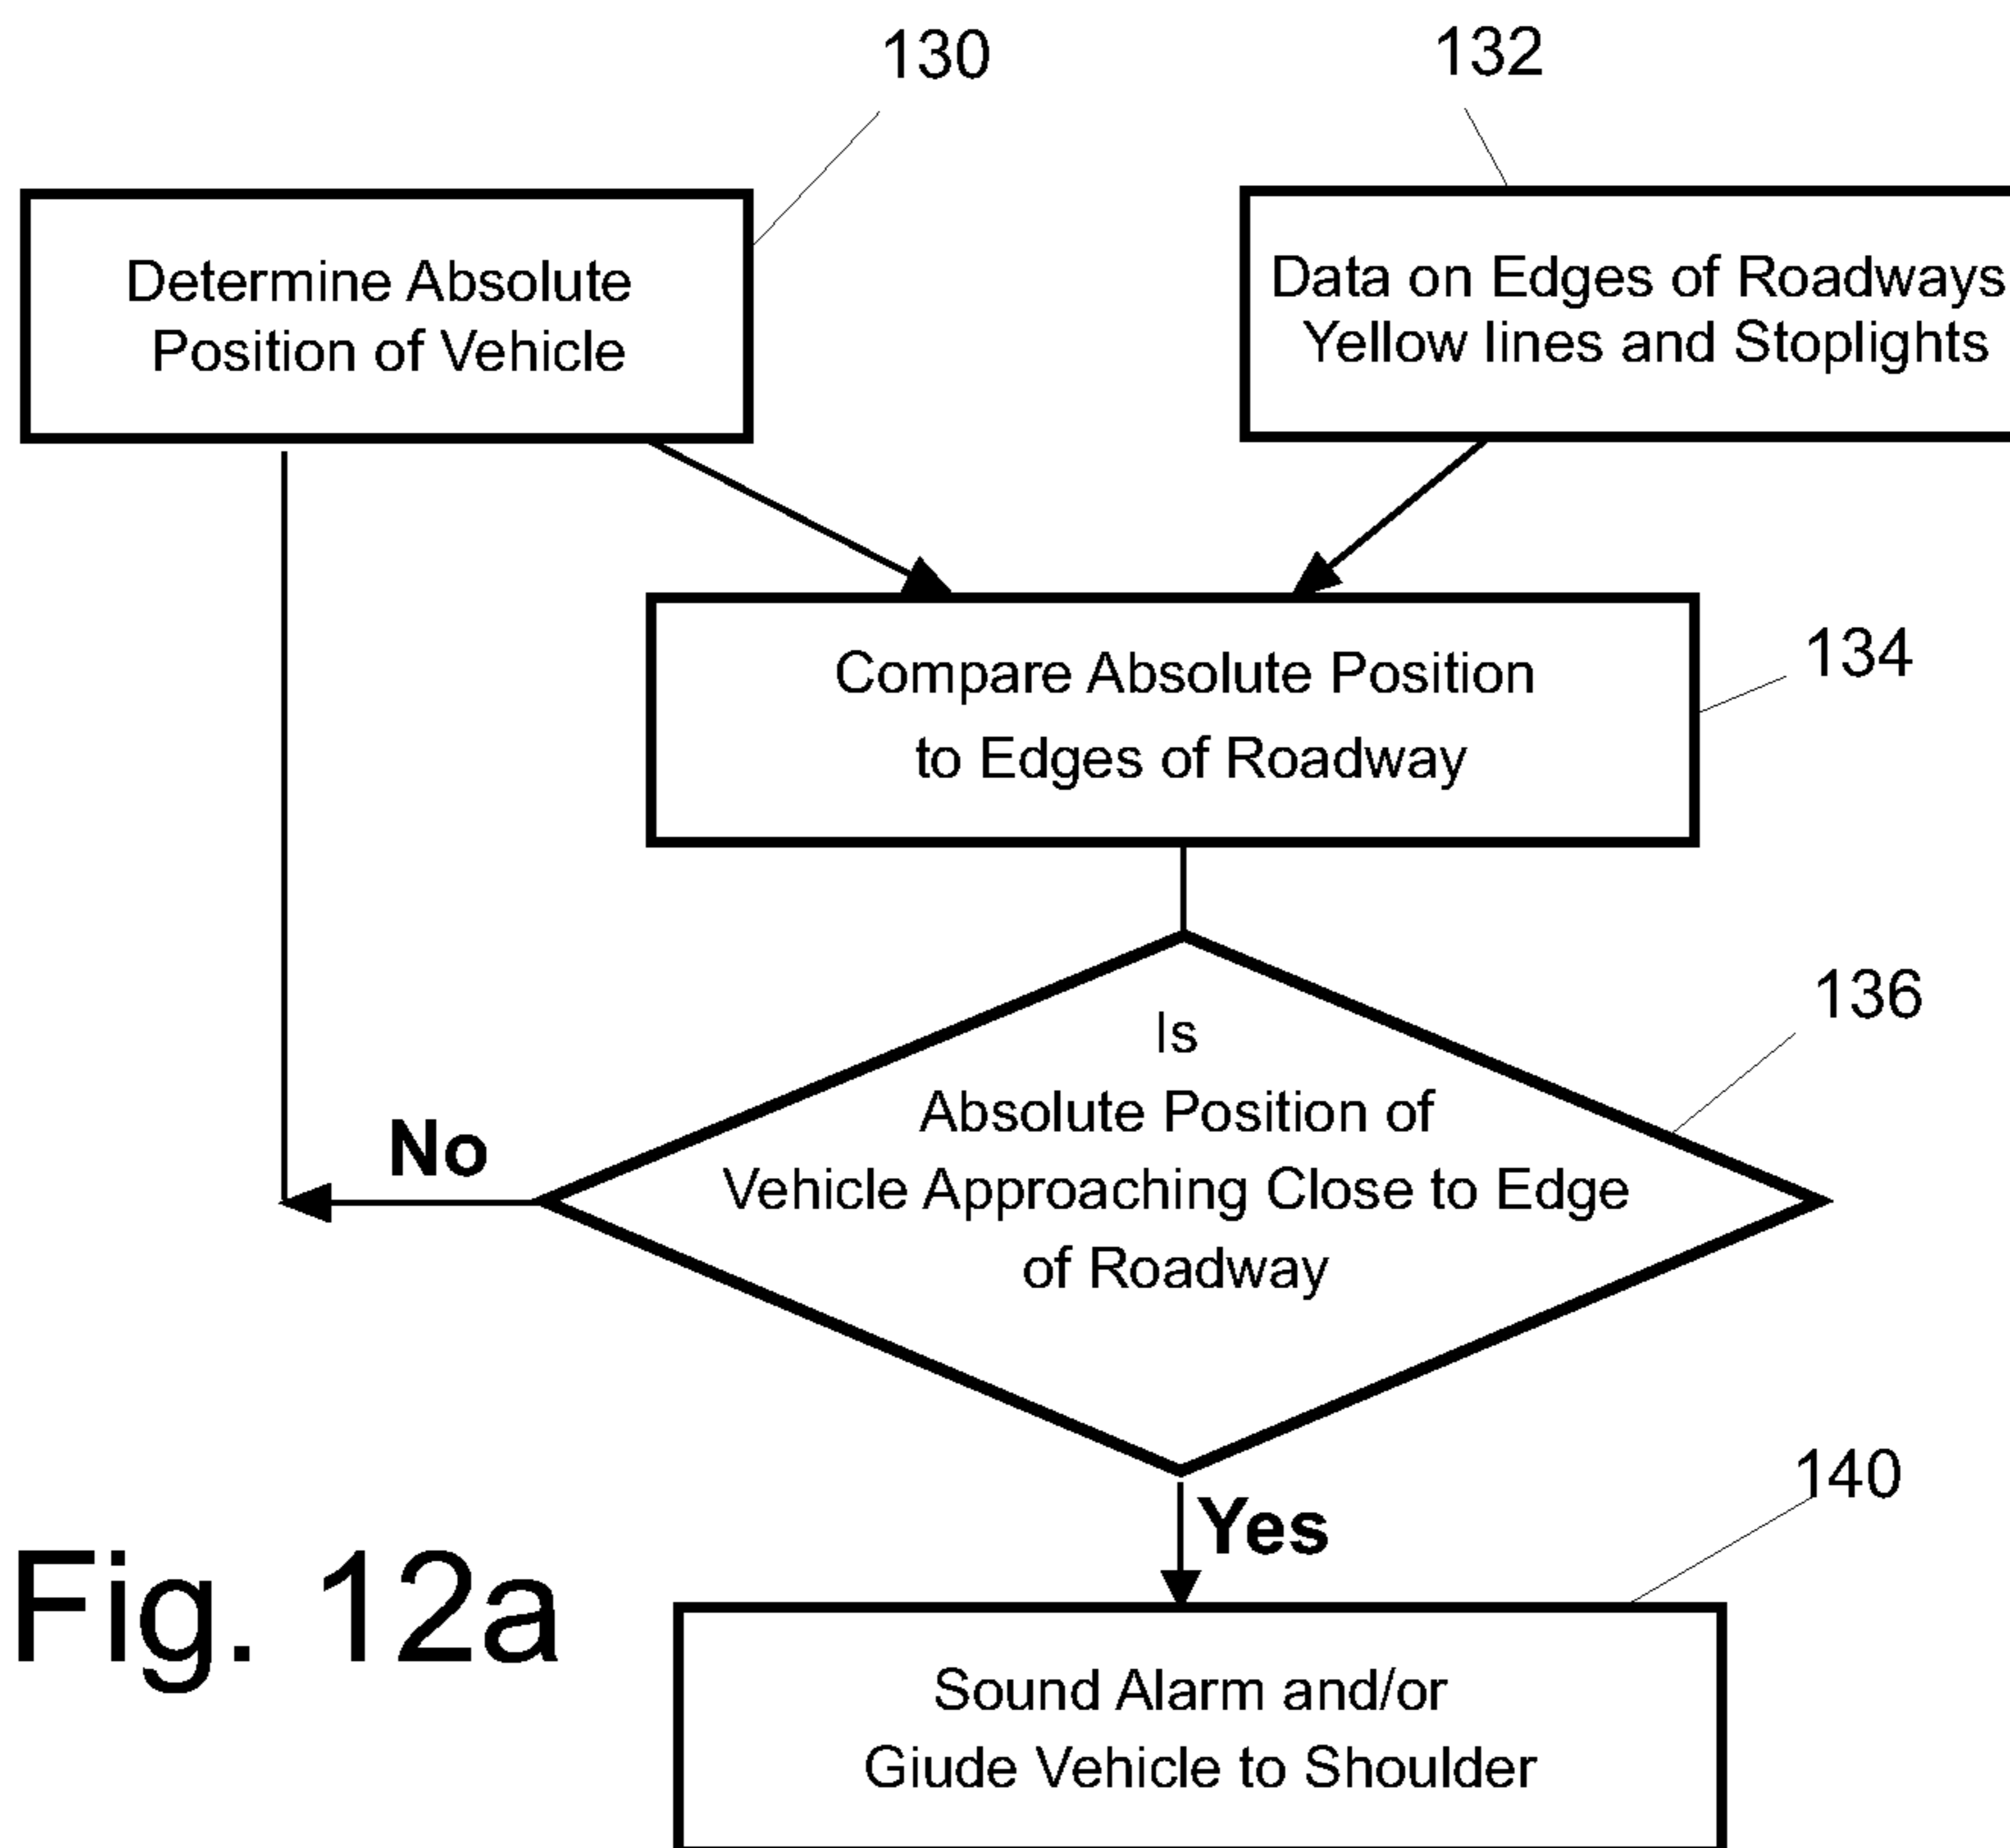 130
132
Determine Absolute
Position of Vehicle
Data on Edges of Roadways
Yellow lines and Stoplights
Compare Absolute Position
to Edges of Roadway
134
136
Is
Absolute Position of
Vehicle Approaching Close to Edge
of Roadway
No
140
Yes
Fig. 12a
Sound Alarm and/or
Giude Vehicle to Shoulder